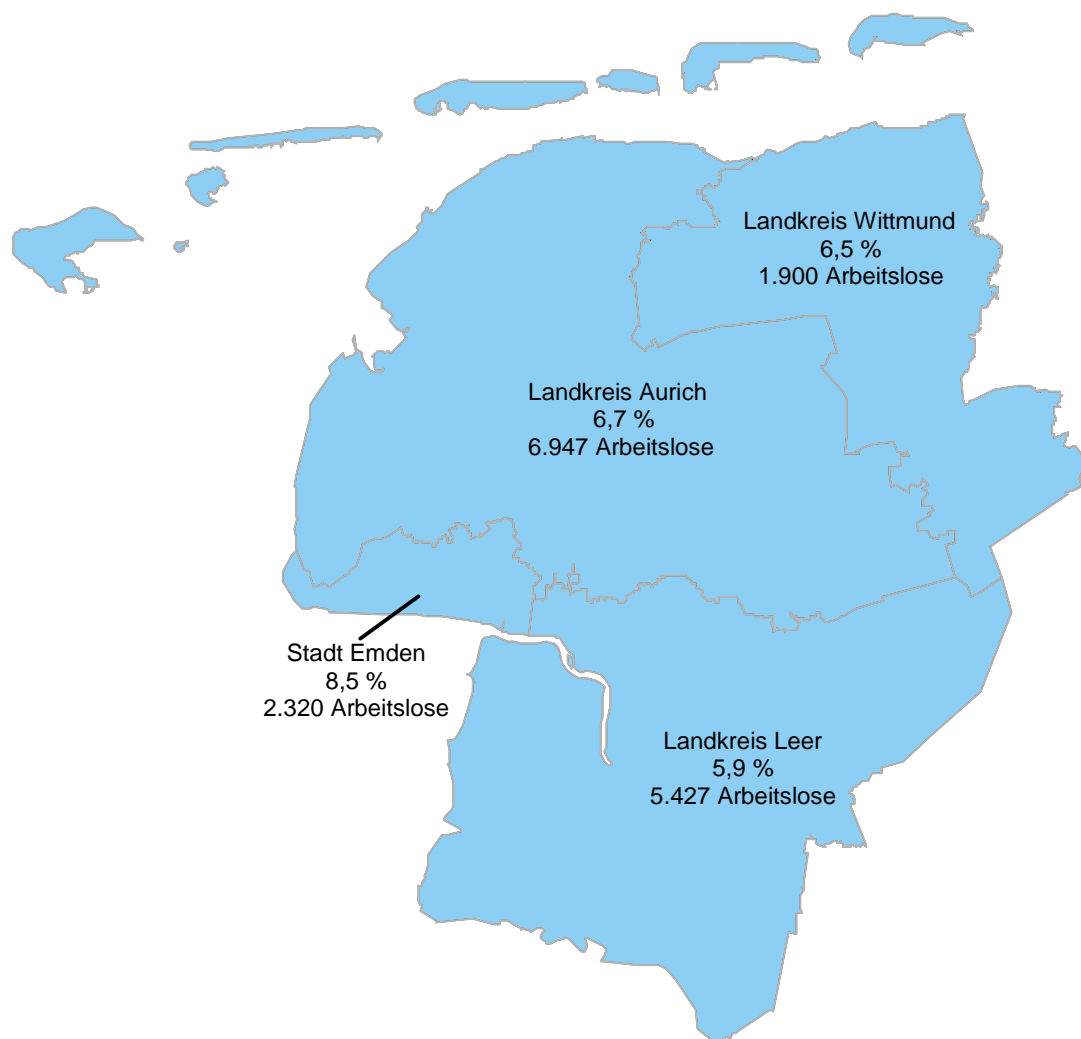 Landkreis Wittmund
6,5 %
1.900 Arbeitslose
Landkreis Aurich
6,7 %
6.947 Arbeitslose
Stadt Emden
8,5 %
2.320 Arbeitslose
Landkreis Leer
5,9 %
5.427 Arbeitslose